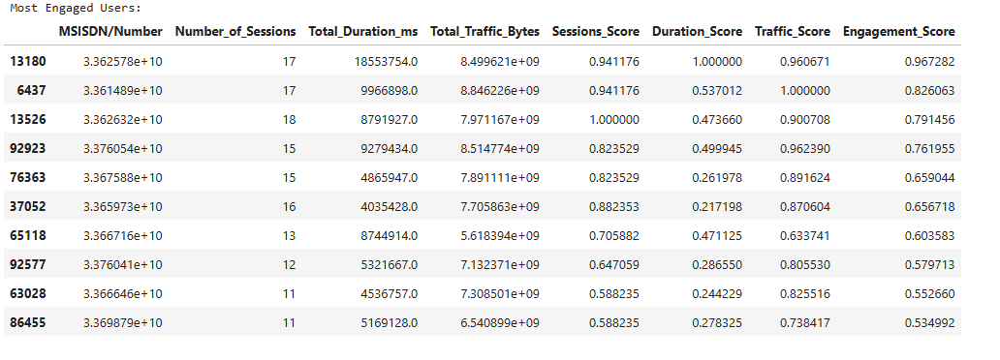 Most Engaged Users:
MSISDN/Number Number_of_Sessions Total_Duration_ms Total_Traffic_Bytes Sessions_Score Duration_Score Traffic_Score Engagement_Score
13180 3.362578e+10 17 18553754.0 8.499621e+09 0.941176 1.000000 0.960671 0.967282
6437 3.361489e+10 17 9966898.0 8.846226e+09 0.941176 0.537012 1.000000 0.826063
13526 3.362632e+10 18 8791927.0 7.971167e+09 1.000000 0.473660 0.900708 0.791456
92923 3.376054e+10 15 9279434.0 8.514774e+09 0.823529 0.499945 0.962390 0.761955
76363 3.367588e+10 15 4865947.0 7.891111e+09 0.823529 0.261978 0.891624 0.659044
37052 3.365973e+10 16 4035428.0 7.705863e+09 0.882353 0.217198 0.870604 0.656718
65118 3.366716e+10 13 8744914.0 5.618394e+09 0.705882 0.471125 0.633741 0.603583
92577 3.376041e+10 12 5321667.0 7.132371e+09 0.647059 0.286550 0.805530 0.579713
63028 3.366646e+10 11 4536757.0 7.308501e+09 0.588235 0.244229 0.825516 0.552660
86455 3.369879e+10 11 5169128.0 6.540899e+09 0.588235 0.278325 0.738417 0.534992